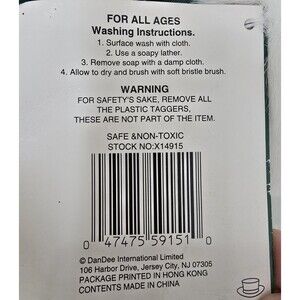 FOR ALL AGES
Washing Instructions.
1. Surface wash with cloth.
2. Use a soapy lather.
3. Remove soap with a damp cloth.
4. Allow to dry and brush with soft bristle brush.
WARNING
FOR SAFETY'S SAKE, REMOVE ALL
THE PLASTIC TAGGERS,
THESE ARE NOT PART OF THE ITEM.
SAFE &NON-TOXIC
STOCK NO:X14915
0 47475 59151 0
© DanDee International Limited
106 Harbor Drive, Jersey City, NJ 07305
PACKAGE PRINTED IN HONG KONG
CONTENTS MADE IN CHINA